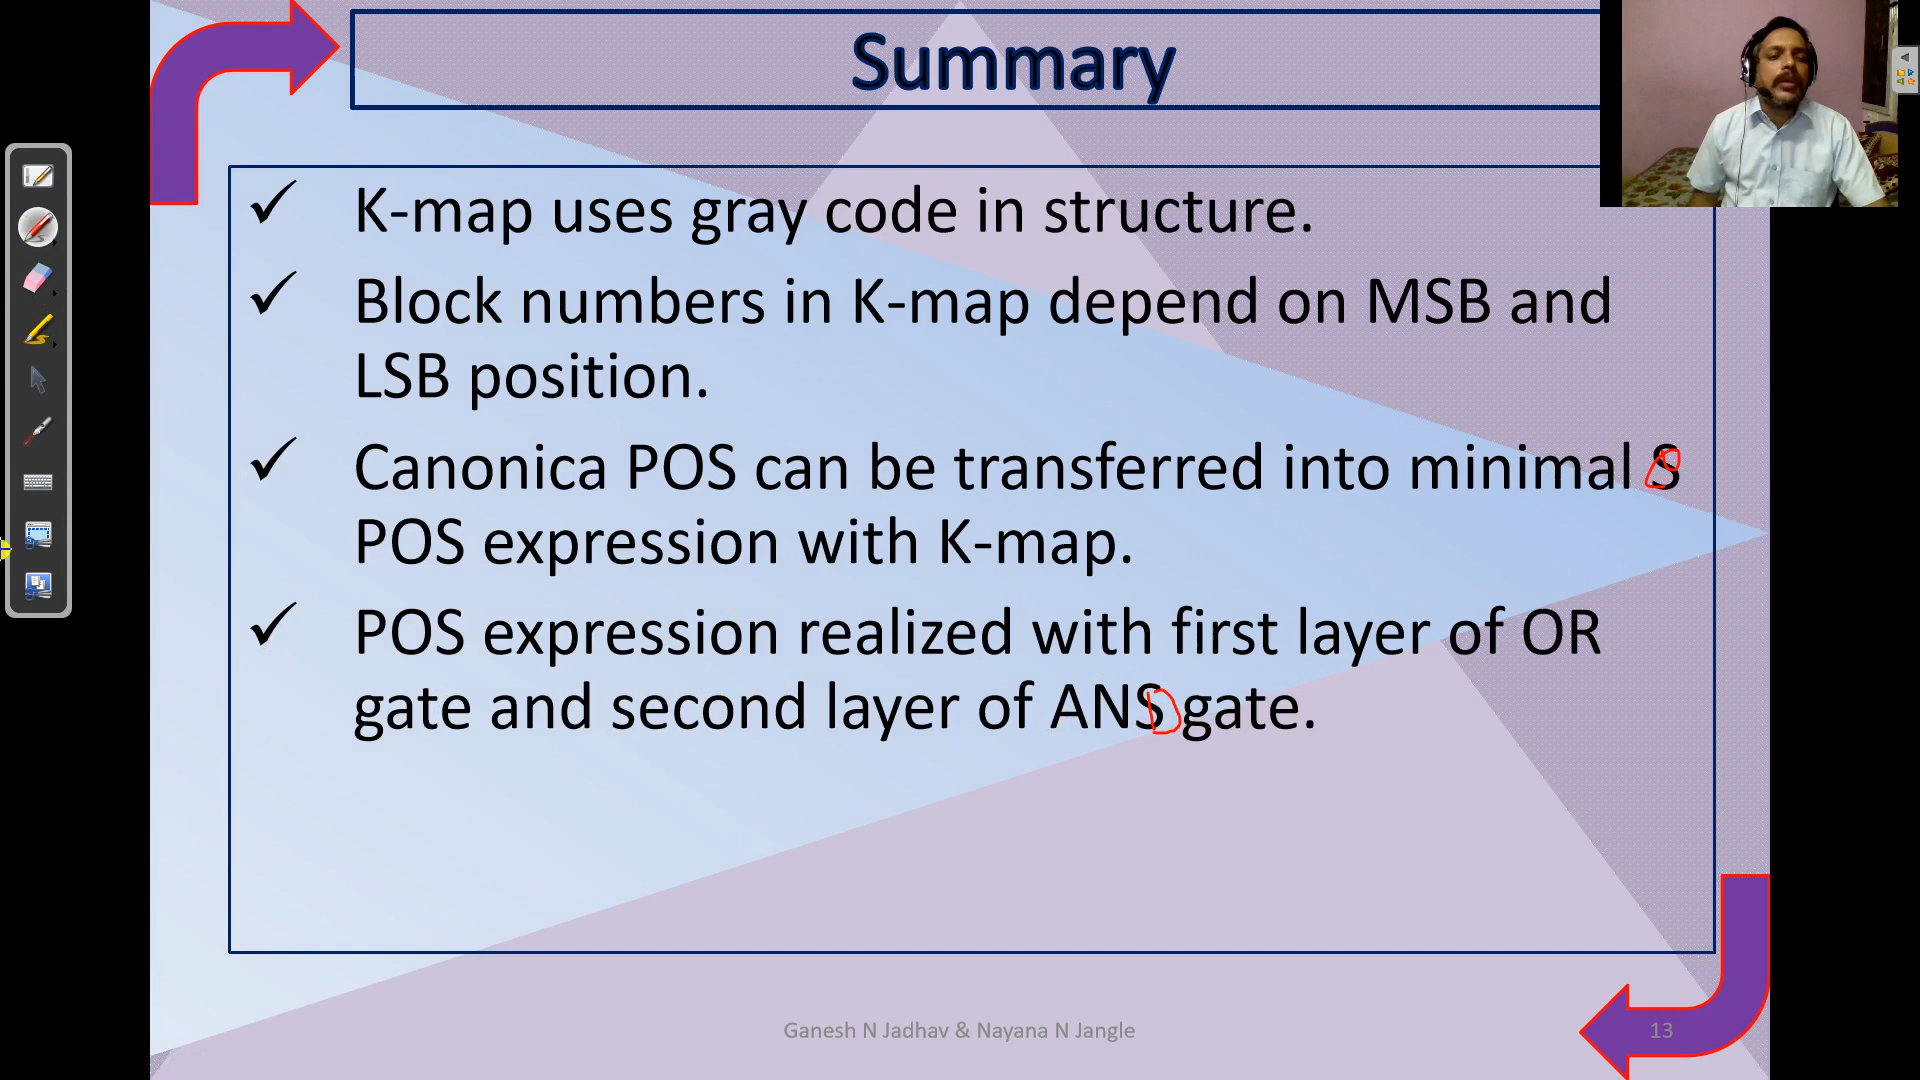 Summary
✓ K-map uses gray code in structure.
✓ Block numbers in K-map depend on MSB and
LSB position.
✓ Canonica POS can be transferred into minimal S
POS expression with K-map.
✓ POS expression realized with first layer of OR
gate and second layer of ANS gate.
D
Ganesh N Jadhav & Nayana N Jangle
13